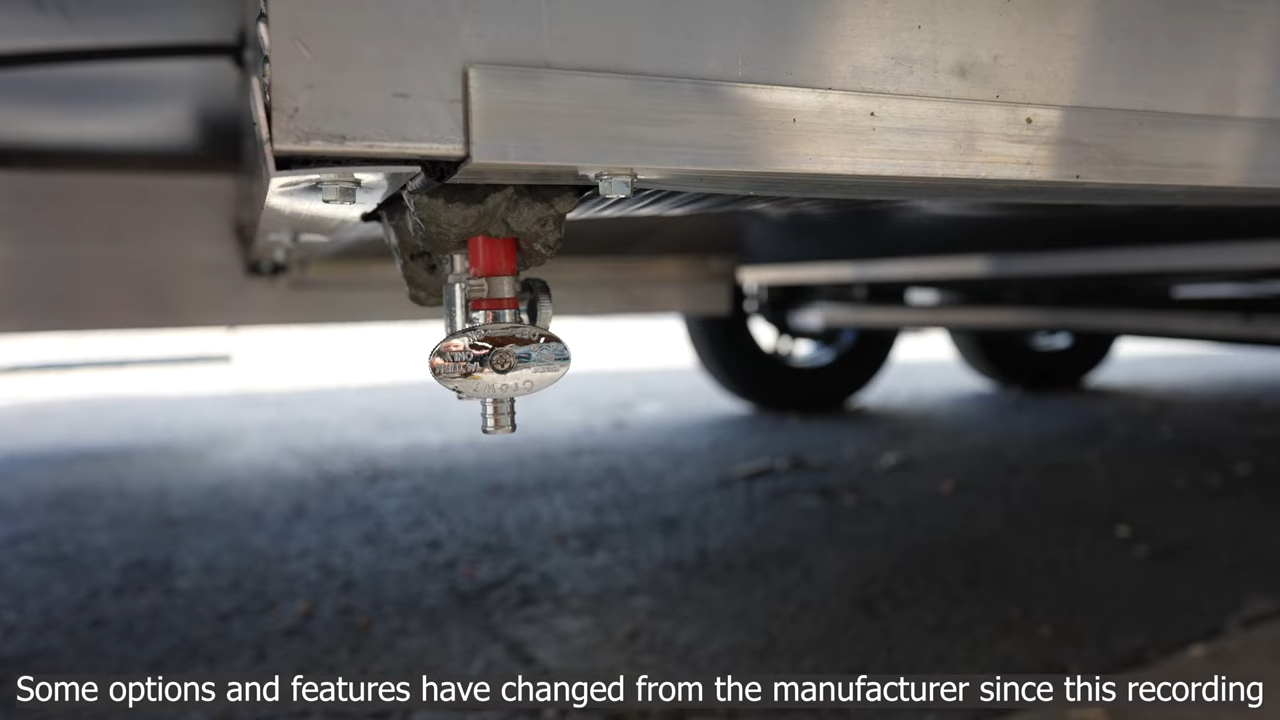 Some options and features have changed from the manufacturer since this recording